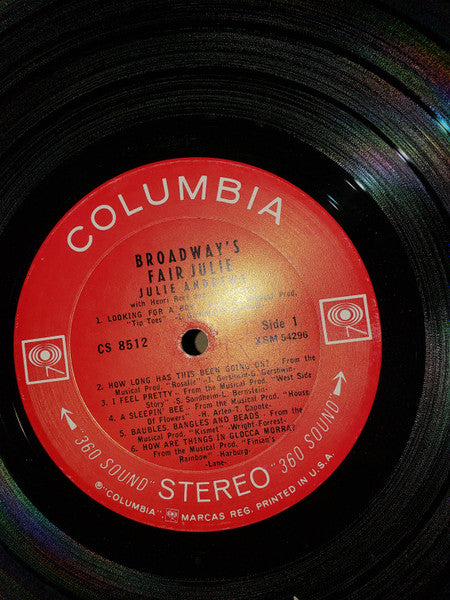 COLUMBIA
BROADWAY'S
FAIR JULIE
JULIE ANDREWS
with Henri
1. LOOKING FOR A Musical Prod.
"Tip Toes"
CS 8512
Side 1
XSM 54296
2. HOW LONG HAS THIS BEEN GOING ON? - From the
Musical Prod. "Rosalie" - I. Gershwin-G. Gershwin
3. I FEEL PRETTY - From the Musical Prod. "West Side
Story" - S. Sondheim-L. Bernstein-
4. A SLEEPIN' BEE - From the Musical Prod. "House
Of Flowers" - H. Arlen-T. Capote-
5. BAUBLES, BANGLES AND BEADS - From the
Musical Prod. "Kismet" - Wright-Forrest-
6. HOW ARE THINGS IN GLOCCA MORRA?
From the Musical Prod. "Finian's
Rainbow" - Harburg-
-Lane-
"360 SOUND" STEREO "360 SOUND"
® "COLUMBIA", MARCAS REG. PRINTED IN U.S.A.